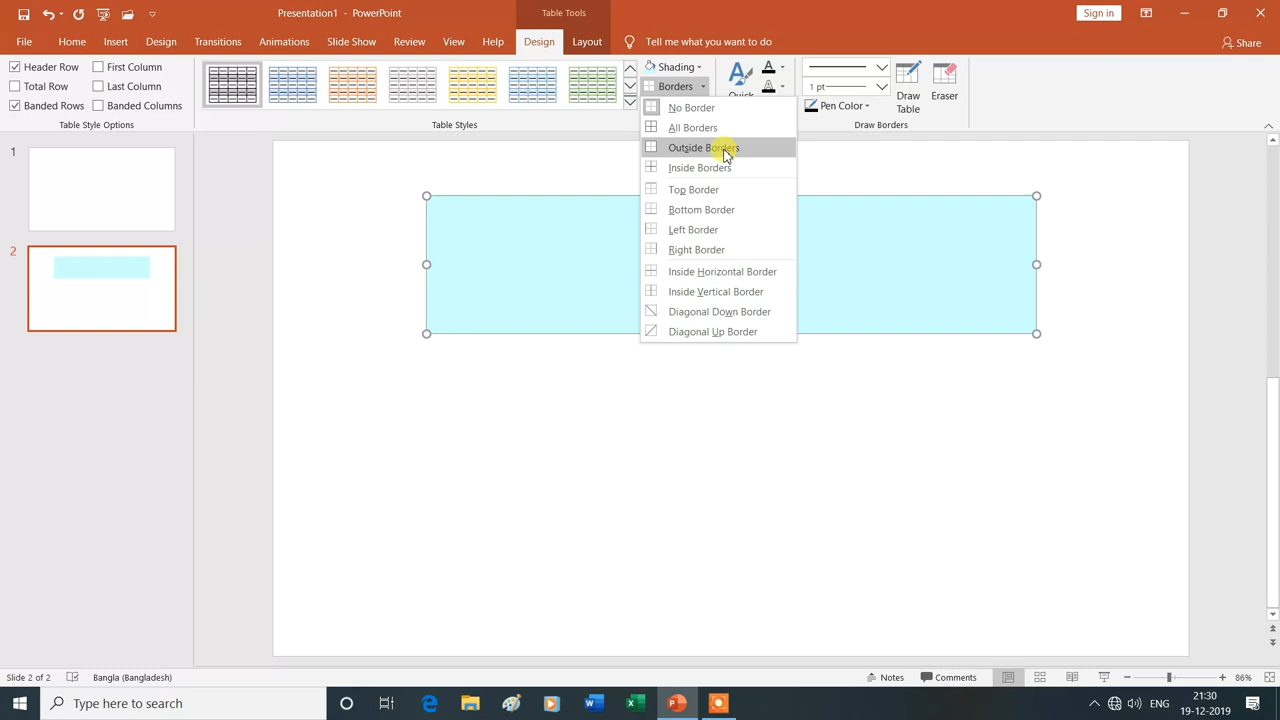 Presentation1 - PowerPoint
Table Tools
Sign in
File
Home
Insert
Design
Transitions
Animations
Slide Show
Review
View
Help
Design
Layout
Tell me what you want to do
Share
Header Row
First Column
Total Row
Last Column
Banded Rows
Banded Columns
Table Style Options
Table Styles
Shading
Borders
Quick
1 pt
Pen Color
Draw
Table
Eraser
Draw Borders
No Border
All Borders
Outside Borders
Inside Borders
Top Border
Bottom Border
Left Border
Right Border
Inside Horizontal Border
Inside Vertical Border
Diagonal Down Border
Diagonal Up Border
1
2
Slide 2 of 2
Bangla (Bangladesh)
Notes
Comments
86%
Type here to search
ENG
21:30
19-12-2019